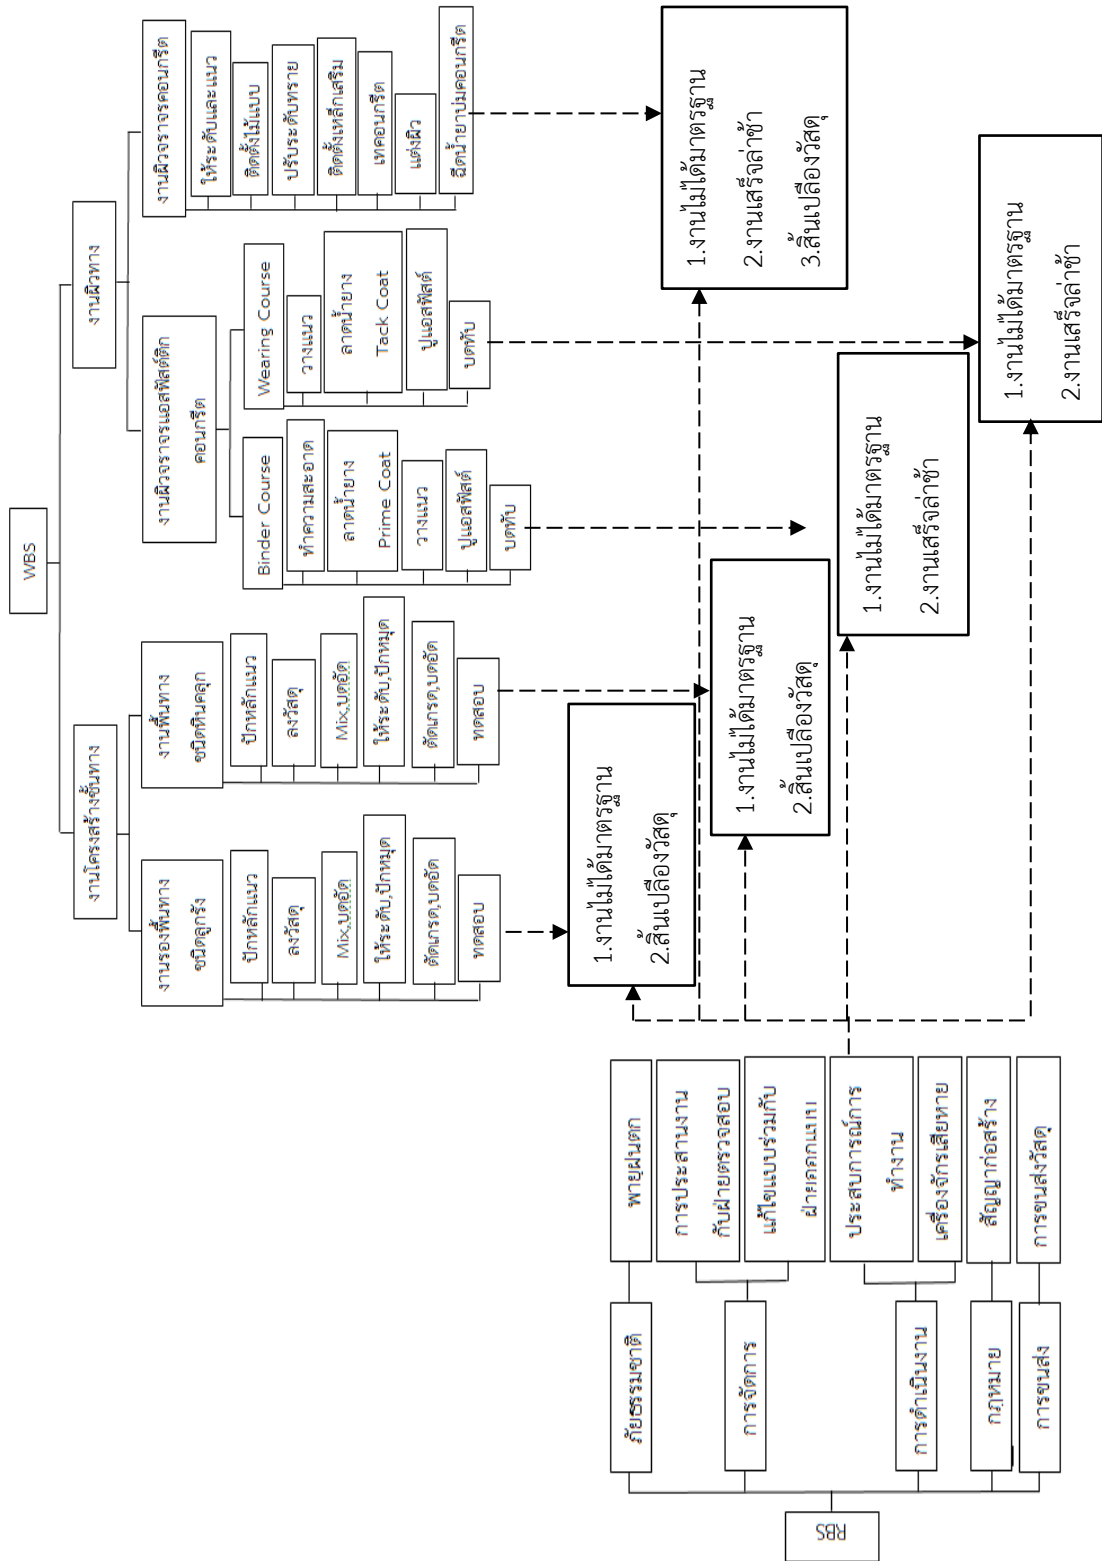 WBS
งานโครงสร้างชั้นทาง
งานผิวทาง
งานรองพื้นทาง
ชนิดลูกรัง
ปักหลักแนว
ลงวัสดุ
Mix,บดอัด
ให้ระดับ,ปักหมุด
ตัดเกรด,บดอัด
ทดสอบ
งานพื้นทาง
ชนิดหินคลุก
ปักหลักแนว
ลงวัสดุ
Mix,บดอัด
ให้ระดับ,ปักหมุด
ตัดเกรด,บดอัด
ทดสอบ
งานผิวจราจรแอสฟัสต์ติก
คอนกรีต
Binder Course
ทำความสะอาด
ลาดน้ำยาง
Prime Coat
วางแนว
ปูแอสฟัสต์
บดทับ
Wearing Course
วางแนว
ลาดน้ำยาง
Tack Coat
ปูแอสฟัสต์
บดทับ
งานผิวจราจรคอนกรีต
ให้ระดับและแนว
ติดตั้งไม้แบบ
ปรับระดับทราย
ติดตั้งเหล็กเสริม
เทคอนกรีต
แต่งผิว
ฉีดน้ำยาบ่มคอนกรีต
RBS
ภัยธรรมชาติ
พายุฝนตก
การจัดการ
การประสานงาน
กับฝ่ายตรวจสอบ
แก้ไขแบบร่วมกับ
ฝ่ายออกแบบ
การดำเนินงาน
ประสบการณ์การ
ทำงาน
เครื่องจักรเสียหาย
กฎหมาย
สัญญาก่อสร้าง
การขนส่ง
การขนส่งวัสดุ
1.งานไม่ได้มาตรฐาน
2.สิ้นเปลืองวัสดุ
1.งานไม่ได้มาตรฐาน
2.สิ้นเปลืองวัสดุ
1.งานไม่ได้มาตรฐาน
2.งานเสร็จล่าช้า
1.งานไม่ได้มาตรฐาน
2.งานเสร็จล่าช้า
1.งานไม่ได้มาตรฐาน
2.งานเสร็จล่าช้า
3.สิ้นเปลืองวัสดุ